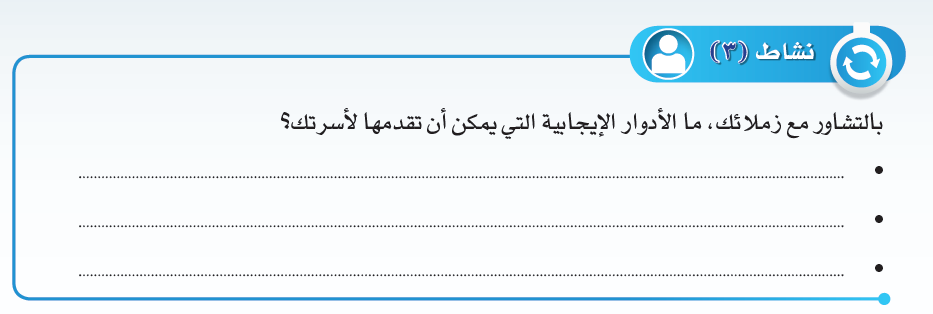 نشاط (٣)
بالتشاور مع زملائك، ما الأدوار الإيجابية التي يمكن أن تقدمها لأسرتك؟
•
•
•